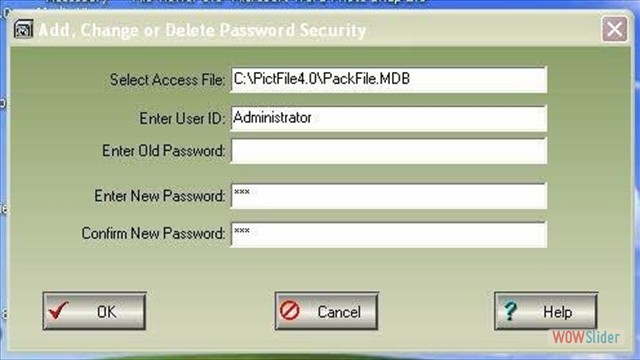 Add, Change or Delete Password Security
Select Access File: C:\PictFile4.0\PackFile.MDB
Enter User ID: Administrator
Enter Old Password:
Enter New Password: ***
Confirm New Password: ***
OK Cancel Help
WOWSlider